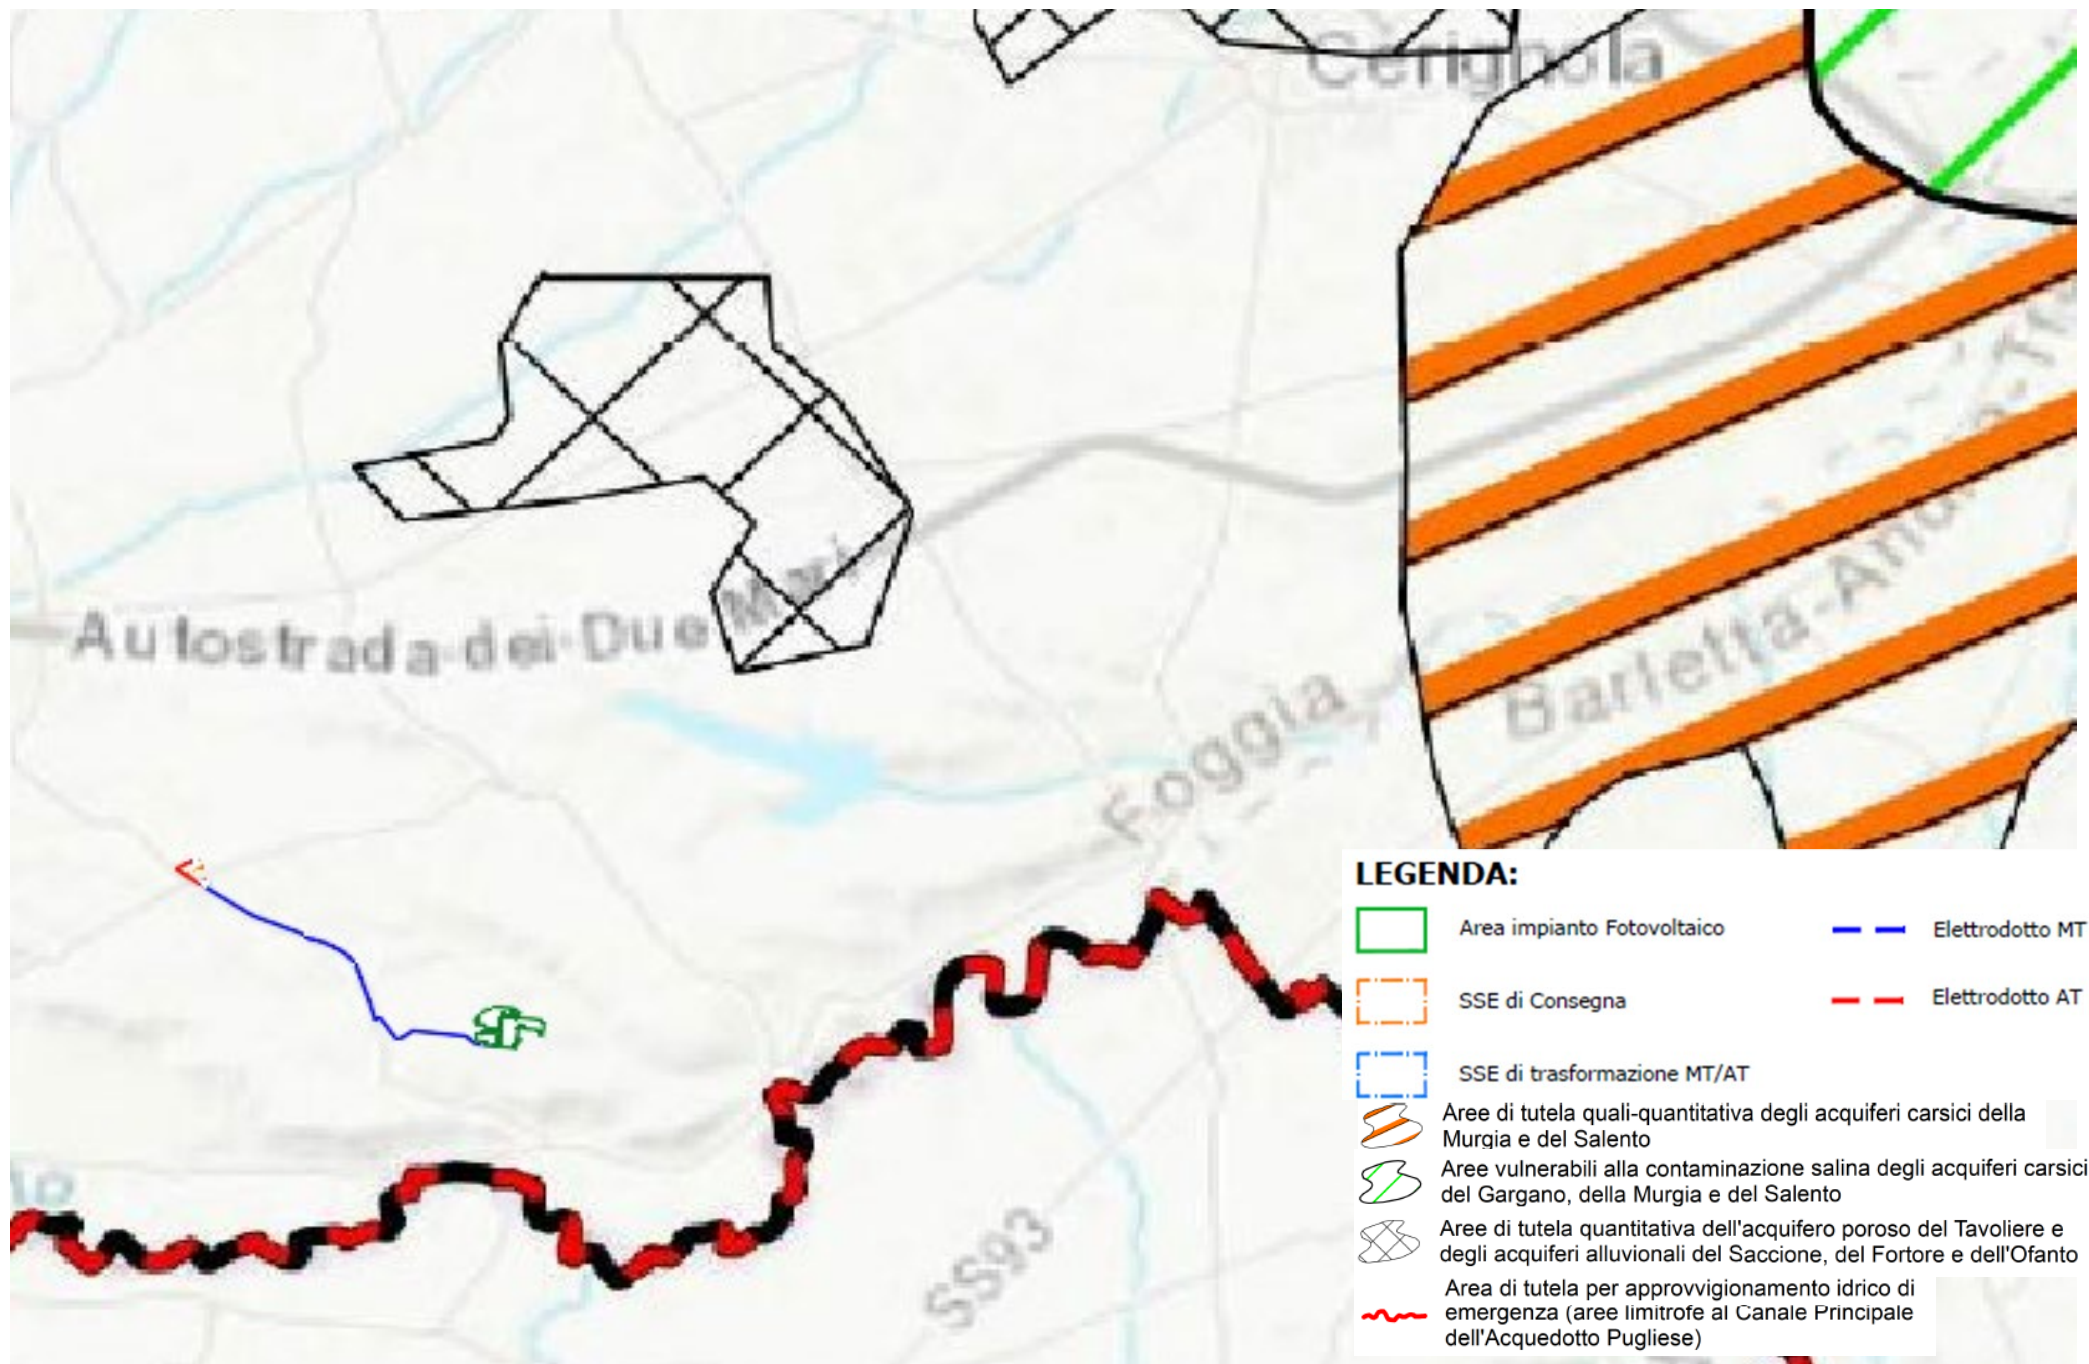 Cerignola
Autostrada dei Due Mari
Foggia
Barletta-Andria-Tr
SS93
LEGENDA:
Area impianto Fotovoltaico
Elettrodotto MT
SSE di Consegna
Elettrodotto AT
SSE di trasformazione MT/AT
Aree di tutela quali-quantitativa degli acquiferi carsici della
Murgia e del Salento
Aree vulnerabili alla contaminazione salina degli acquiferi carsici
del Gargano, della Murgia e del Salento
Aree di tutela quantitativa dell'acquifero poroso del Tavoliere e
degli acquiferi alluvionali del Saccione, del Fortore e dell'Ofanto
Area di tutela per approvvigionamento idrico di
emergenza (aree limitrofe al Canale Principale
dell'Acquedotto Pugliese)